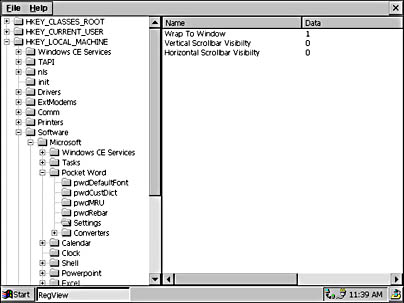 File Help
Name Data
HKEY_CLASSES_ROOT
HKEY_CURRENT_USER
HKEY_LOCAL_MACHINE
Windows CE Services
TAPI
nls
init
Drivers
ExtModems
Comm
Printers
Software
Microsoft
Windows CE Services
Tasks
Pocket Word
pwdDefaultFont
pwdCustDict
pwdMRU
pwdRebar
Settings
Converters
Calendar
Clock
Shell
Powerpoint
Excel
Wrap To Window 1
Vertical Scrollbar Visibilty 0
Horizontal Scrollbar Visibilty 0
Start RegView 11:39 AM